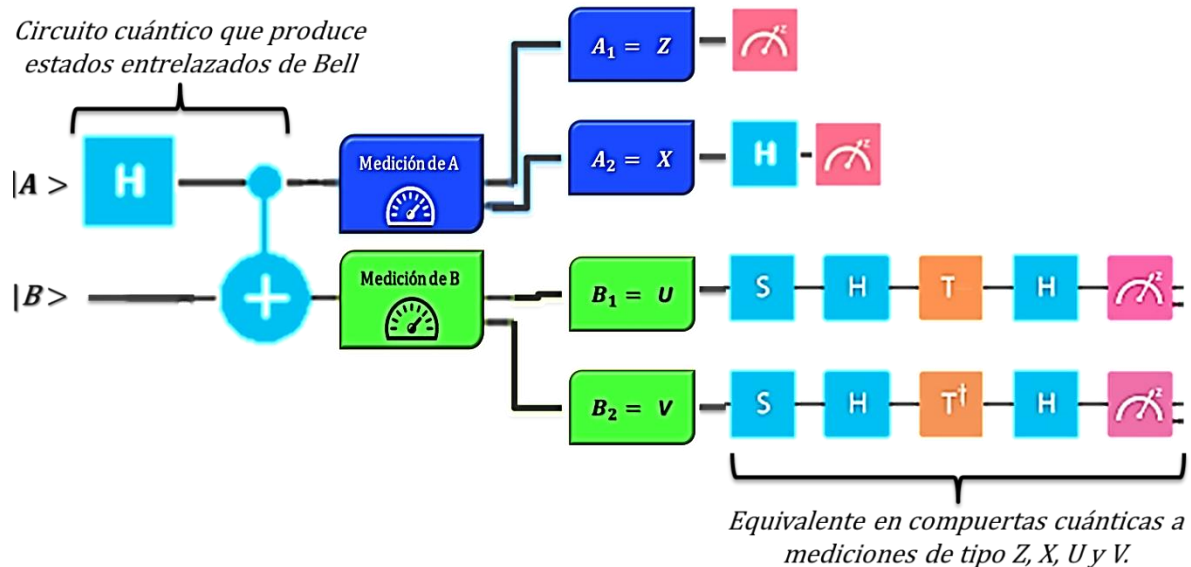 Circuito cuántico que produce
estados entrelazados de Bell
A₁ = Z
z
|A >
H
Medición de A
A₂ = X
H
z
|B >
Medición de B
B₁ = U
S
H
T
H
z
B₂ = V
S
H
T†
H
z
Equivalente en compuertas cuánticas a
mediciones de tipo Z, X, U y V.